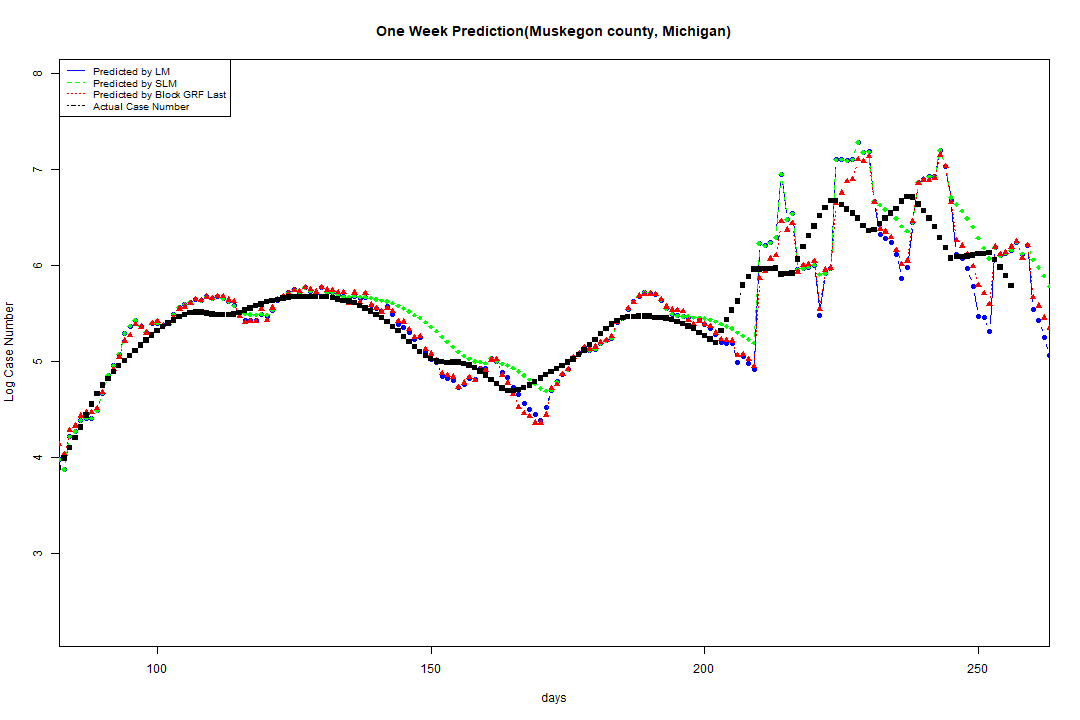 One Week Prediction(Muskegon county, Michigan)
Predicted by LM
Predicted by SLM
Predicted by Block GRF Last
Actual Case Number
8
7
6
5
4
3
Log Case Number
100 150 200 250
days